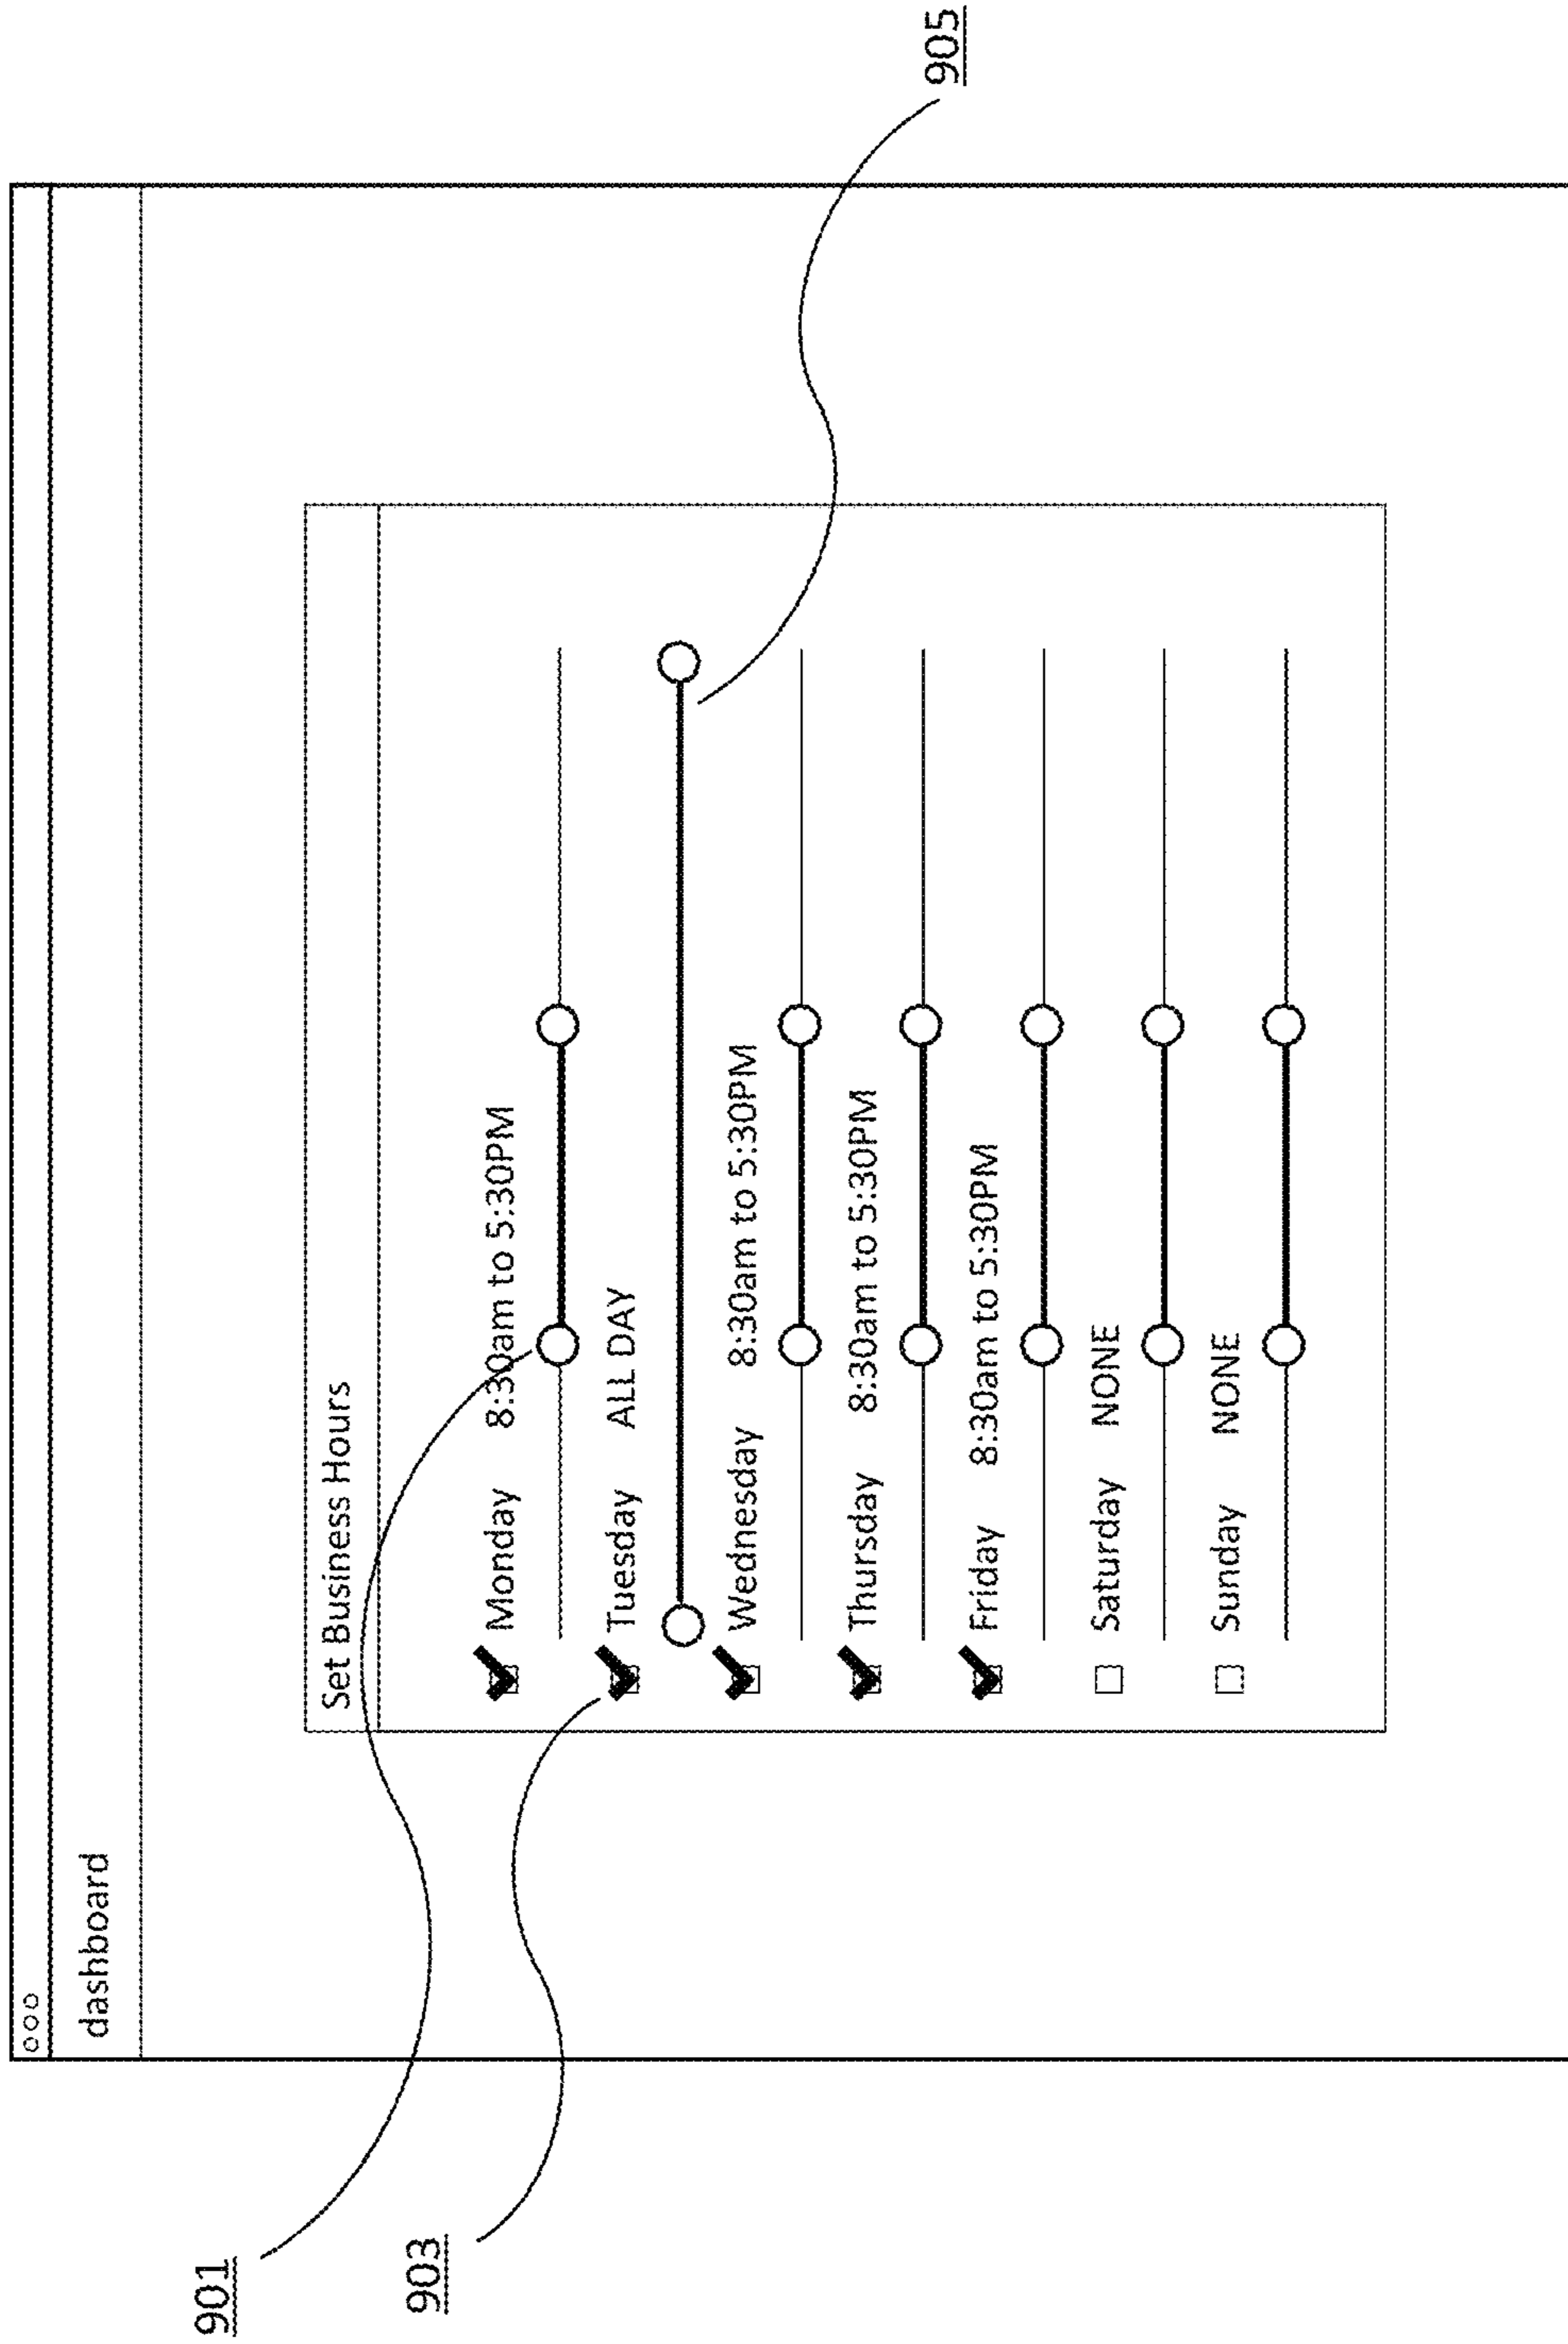 dashboard
Set Business Hours
Monday 8:30am to 5:30PM
Tuesday ALL DAY
Wednesday 8:30am to 5:30PM
Thursday 8:30am to 5:30PM
Friday 8:30am to 5:30PM
Saturday NONE
Sunday NONE
901
903
905